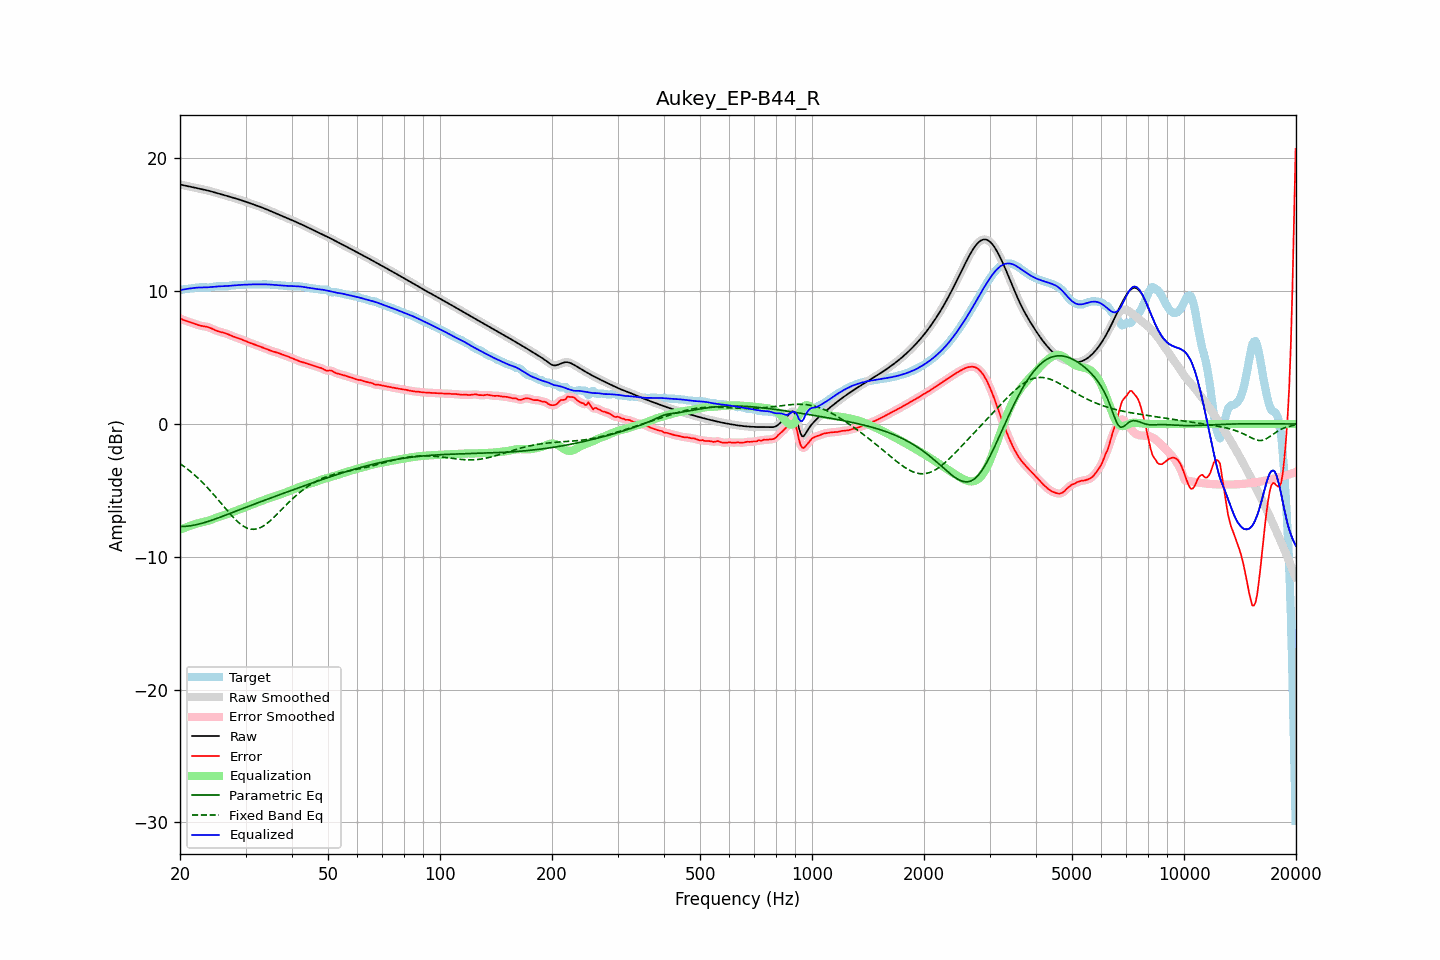 Aukey_EP-B44_R
Amplitude (dBr)
20
10
0
−10
−20
−30
Target
Raw Smoothed
Error Smoothed
Raw
Error
Equalization
Parametric Eq
Fixed Band Eq
Equalized
20 50 100 200 500 1000 2000 5000 10000 20000
Frequency (Hz)